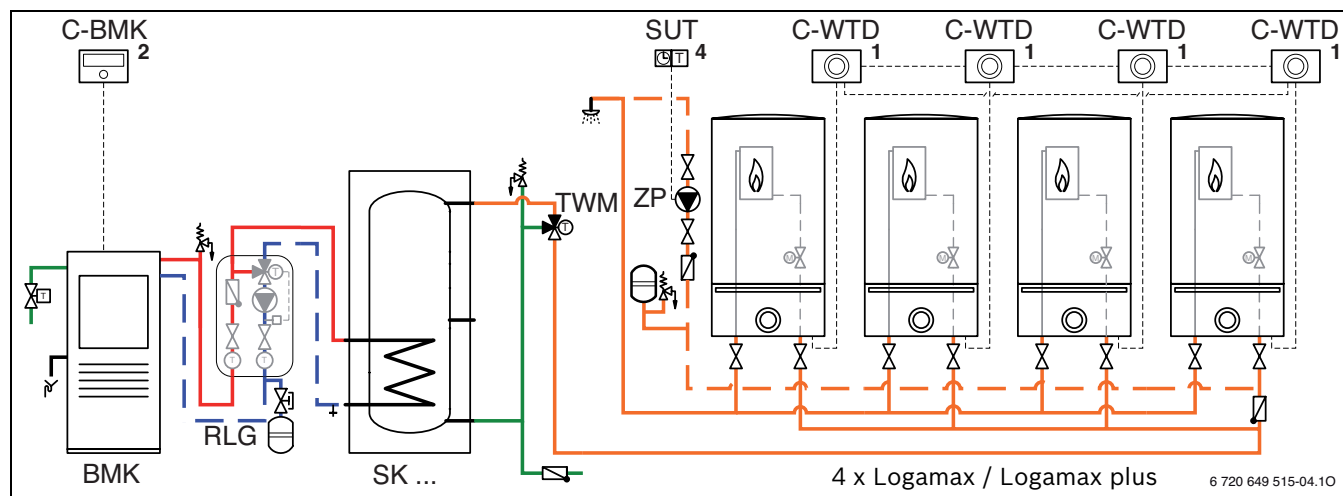 C-BMK
2
SUT
4
C-WTD
1
C-WTD
1
C-WTD
1
C-WTD
1
T
TWM
T
ZP
M
M
M
M
T
T
T
T
RLG
BMK
SK ...
4 x Logamax / Logamax plus
6 720 649 515-04.1O